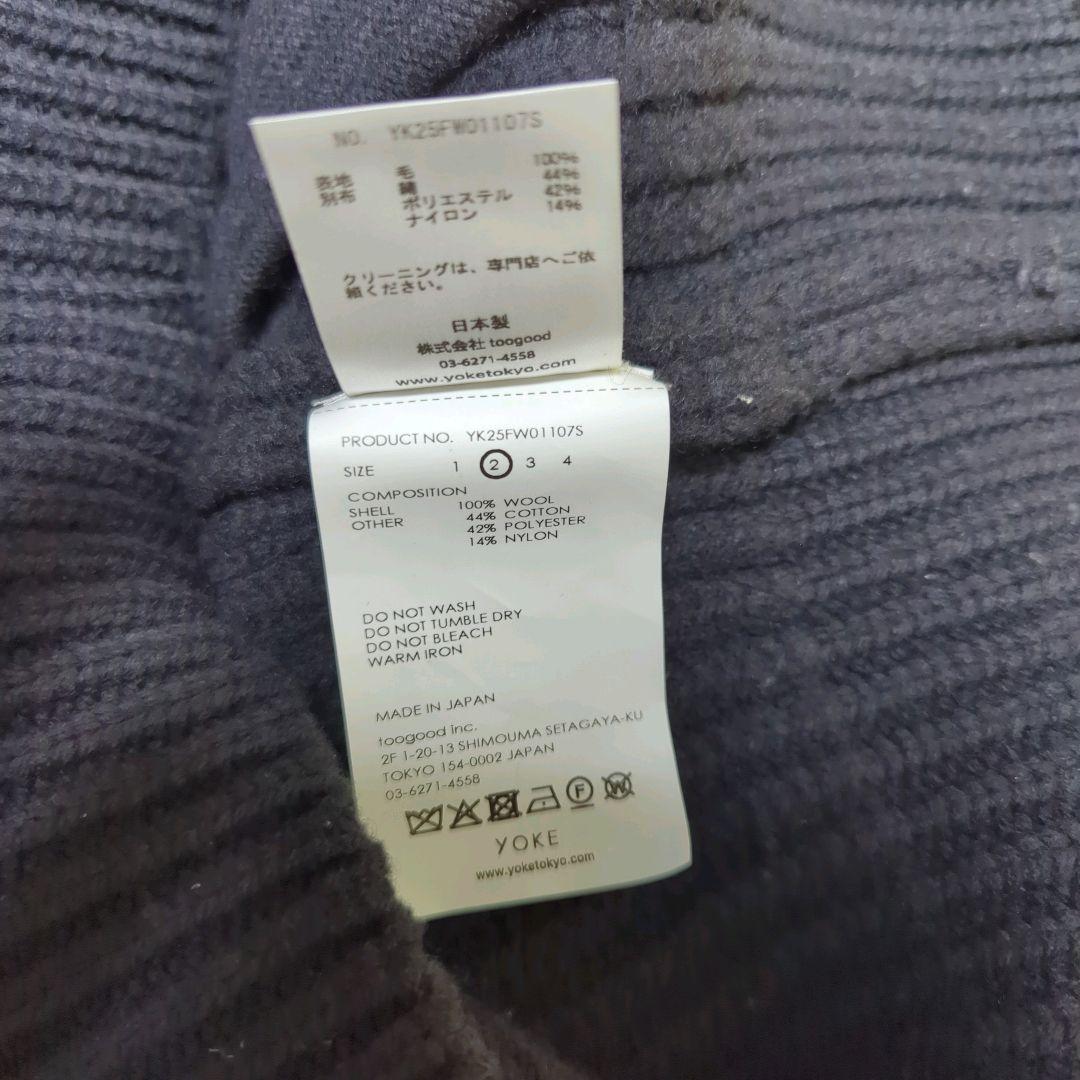 NO. YK25FW01107S
表地 毛 100%
別布 綿 44%
ポリエステル 42%
ナイロン 14%
クリーニングは、専門店へご依
頼ください。
日本製
株式会社 toogood
03-6271-4558
www.yoketokyo.com
PRODUCT NO. YK25FW01107S
SIZE 1 2 3 4
COMPOSITION
SHELL 100% WOOL
OTHER 44% COTTON
42% POLYESTER
14% NYLON
DO NOT WASH
DO NOT TUMBLE DRY
DO NOT BLEACH
WARM IRON
MADE IN JAPAN
toogood inc.
2F 1-20-13 SHIMOUMA SETAGAYA-KU
TOKYO 154-0002 JAPAN
03-6271-4558
F W
YOKE
www.yoketokyo.com